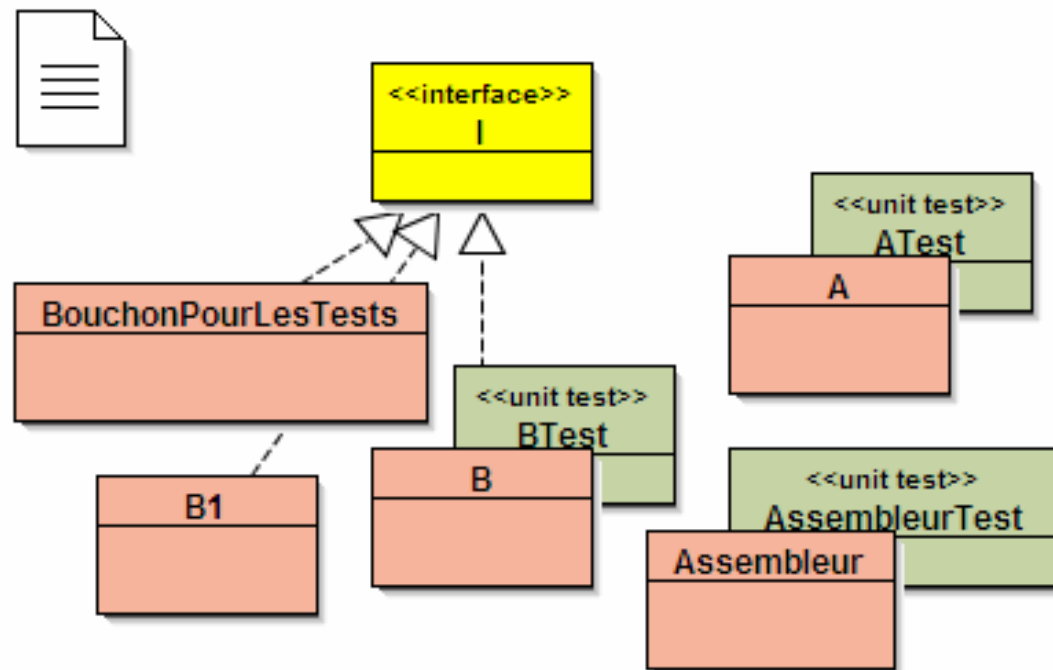 <<interface>>
I
<<unit test>>
ATest
A
BouchonPourLesTests
<<unit test>>
BTest
B
B1
<<unit test>>
AssembleurTest
Assembleur